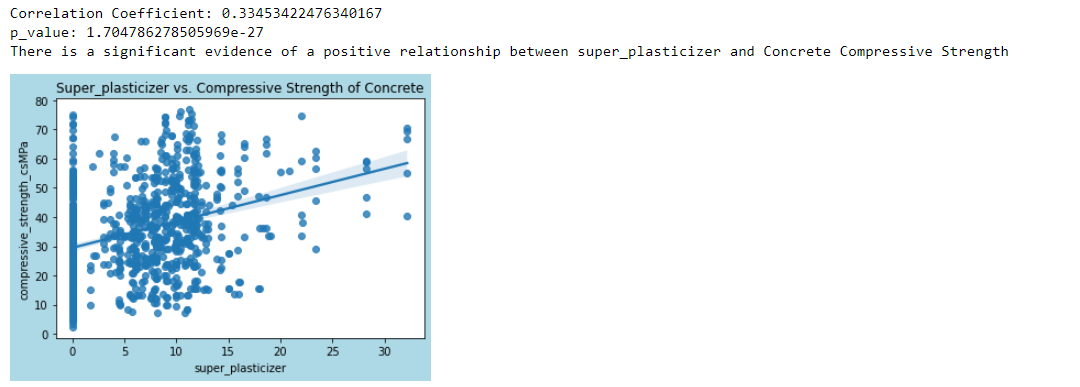 Correlation Coefficient: 0.33453422476340167
p_value: 1.704786278505969e-27
There is a significant evidence of a positive relationship between super_plasticizer and Concrete Compressive Strength
Super_plasticizer vs. Compressive Strength of Concrete
80
70
60
50
40
30
20
10
0
compressive_strength_csMPa
0 5 10 15 20 25 30
super_plasticizer